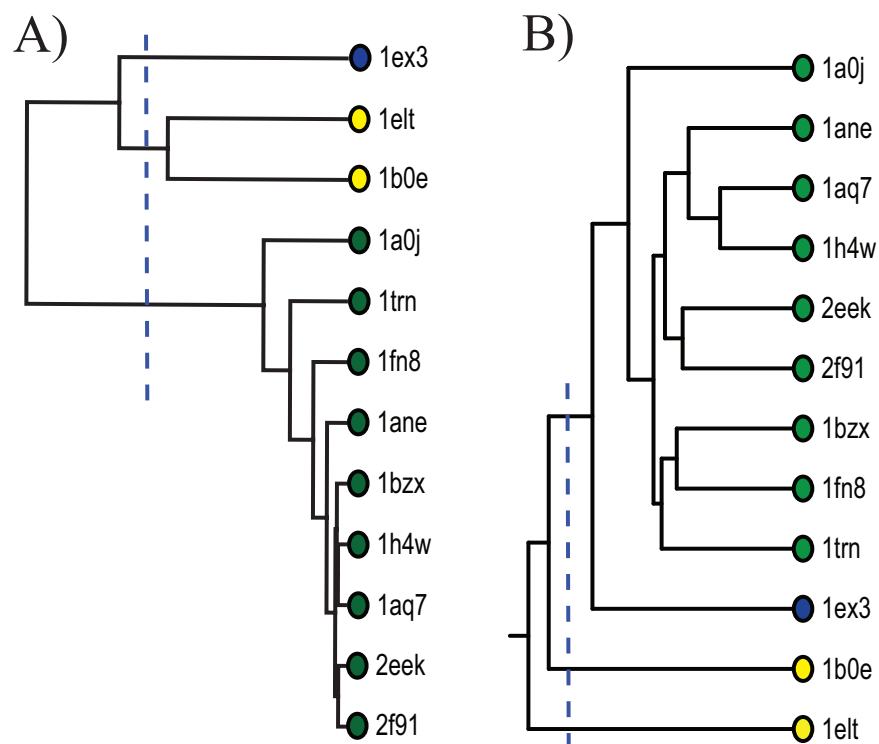 A)
1ex3
1elt
1b0e
1a0j
1trn
1fn8
1ane
1bzx
1h4w
1aq7
2eek
2f91
B)
1a0j
1ane
1aq7
1h4w
2eek
2f91
1bzx
1fn8
1trn
1ex3
1b0e
1elt